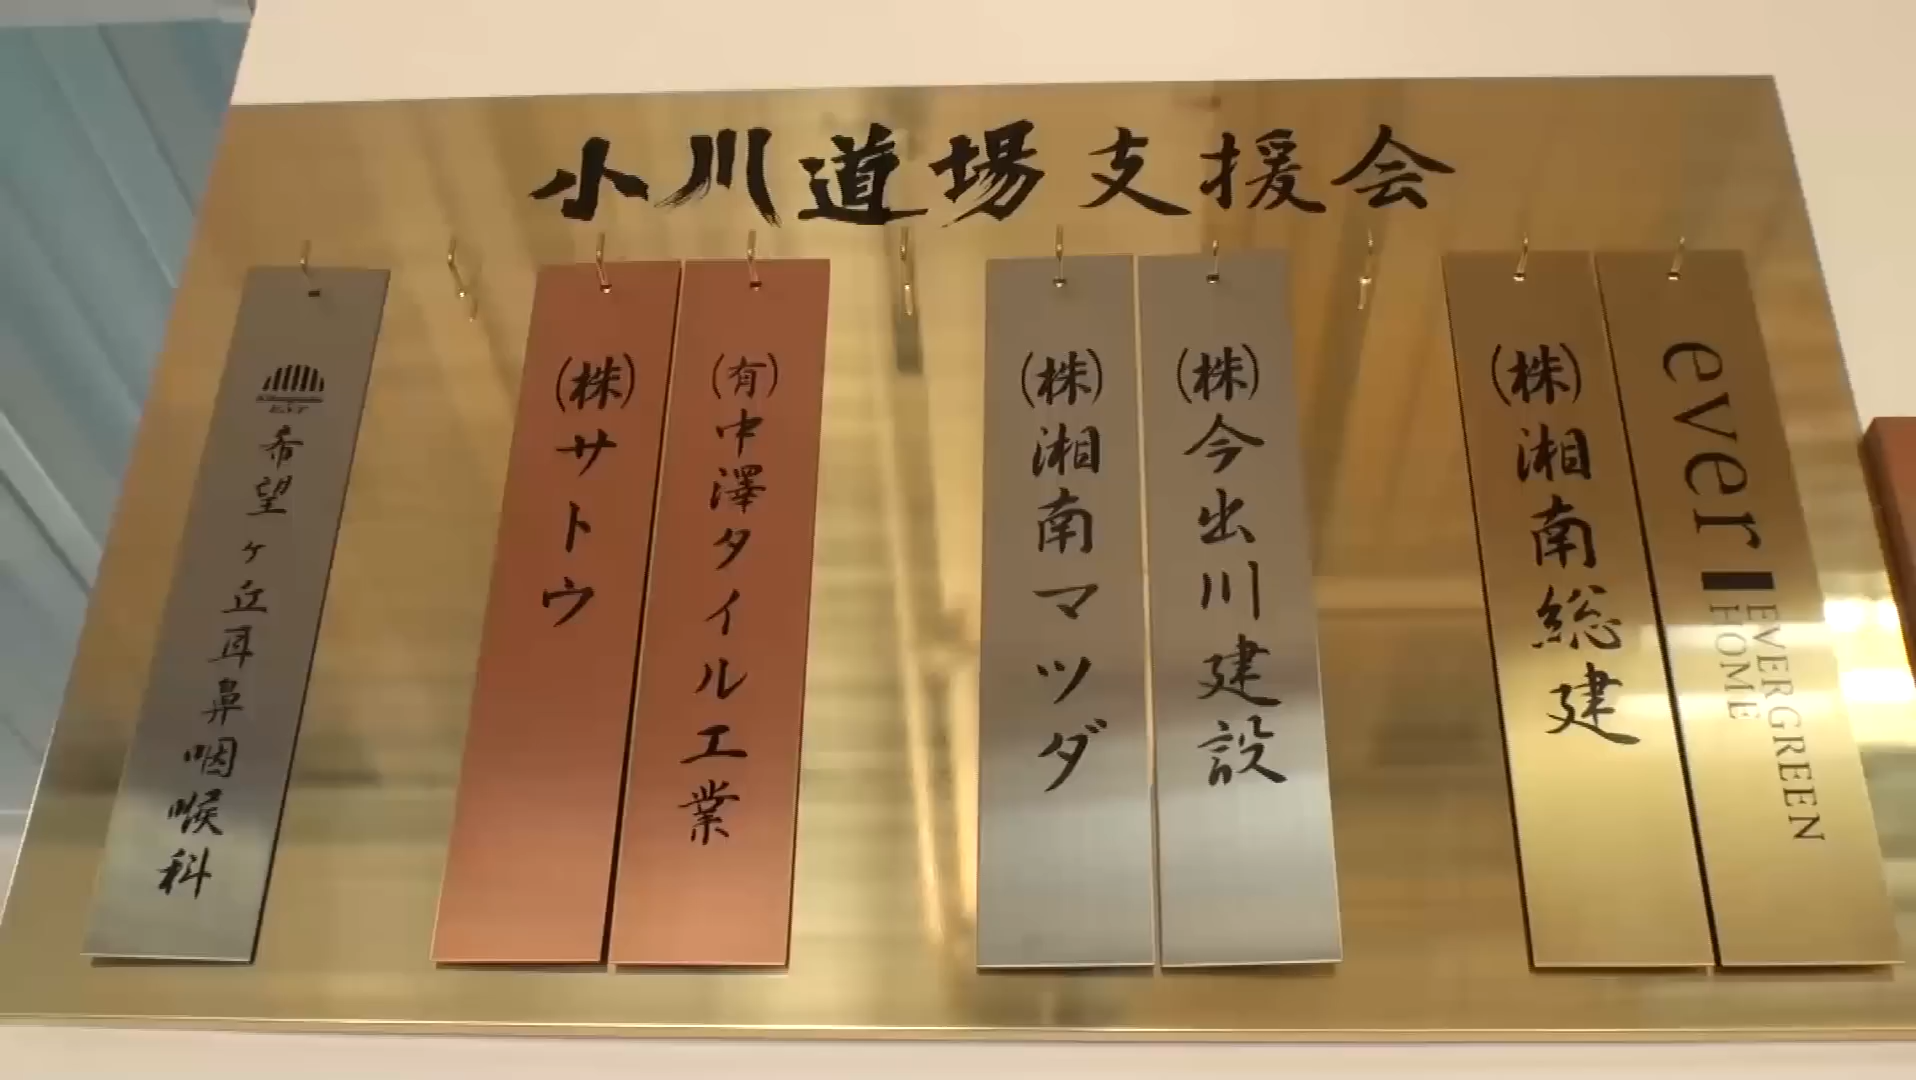 小川道場支援会
ever
EVERGREEN
HOME
(株)湘南総建
(株)今出川建設
(株)湘南マツダ
(有)中澤タイル工業
(株)サトウ
希望ヶ丘耳鼻咽喉科